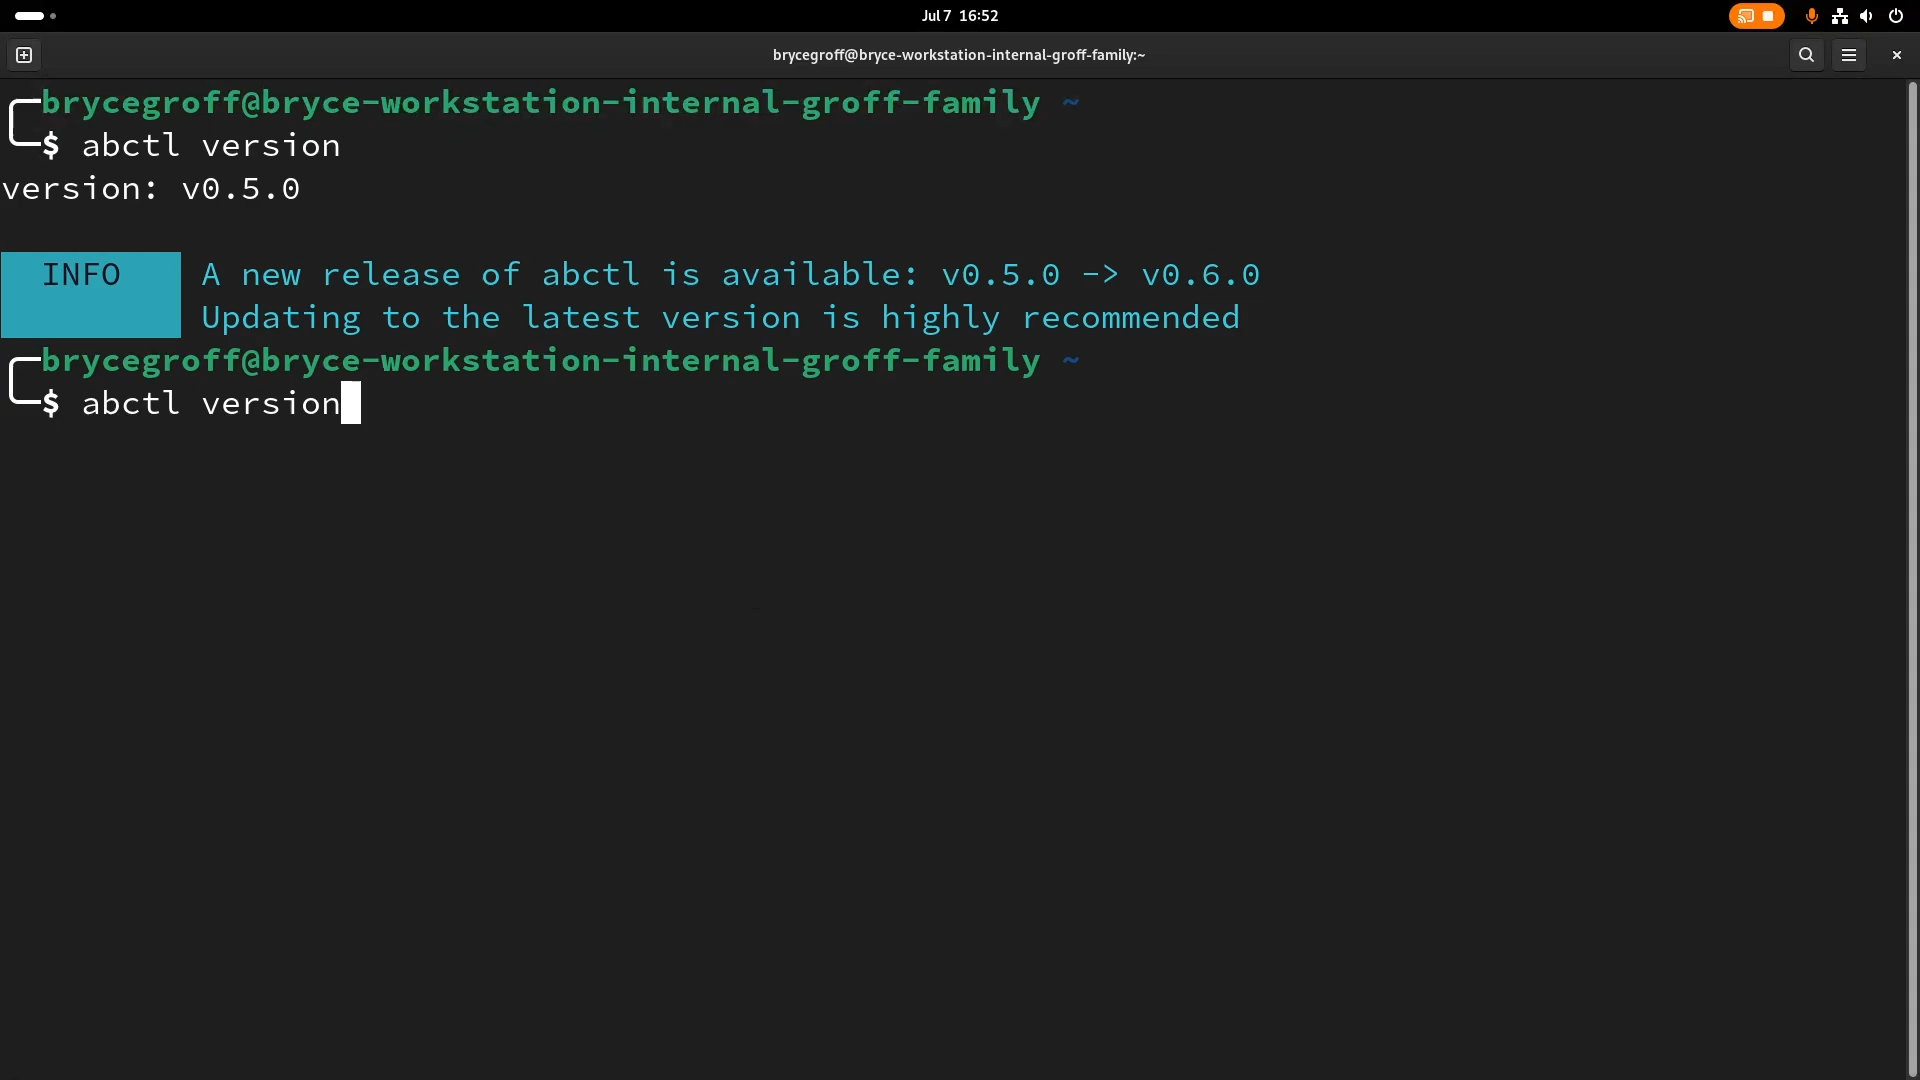 Jul 7 16:52
brycegroff@bryce-workstation-internal-groff-family:~
brycegroff@bryce-workstation-internal-groff-family ~
$ abctl version
version: v0.5.0
INFO A new release of abctl is available: v0.5.0 -> v0.6.0
Updating to the latest version is highly recommended
brycegroff@bryce-workstation-internal-groff-family ~
$ abctl version